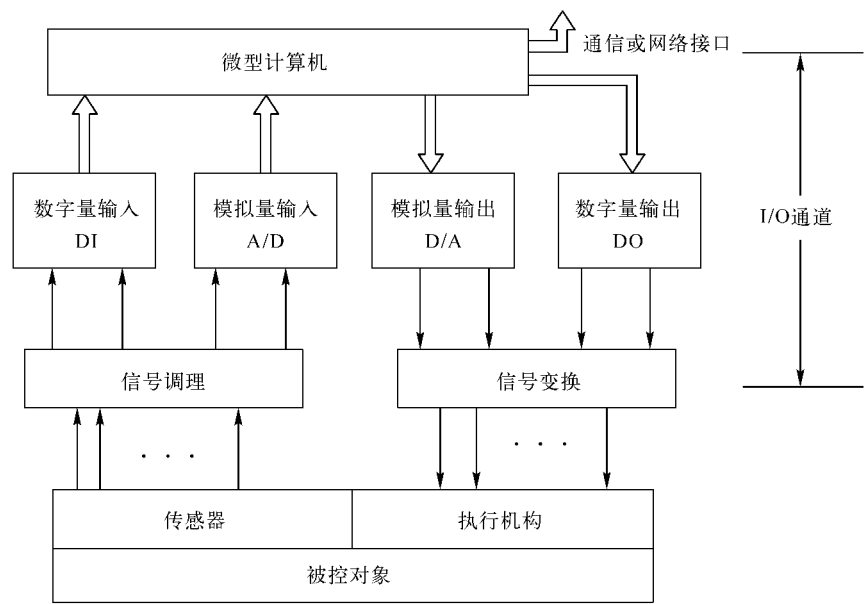 通信或网络接口
微型计算机
数字量输入
DI
模拟量输入
A/D
模拟量输出
D/A
数字量输出
DO
I/O通道
信号调理
信号变换
· · ·
· · ·
传感器
执行机构
被控对象